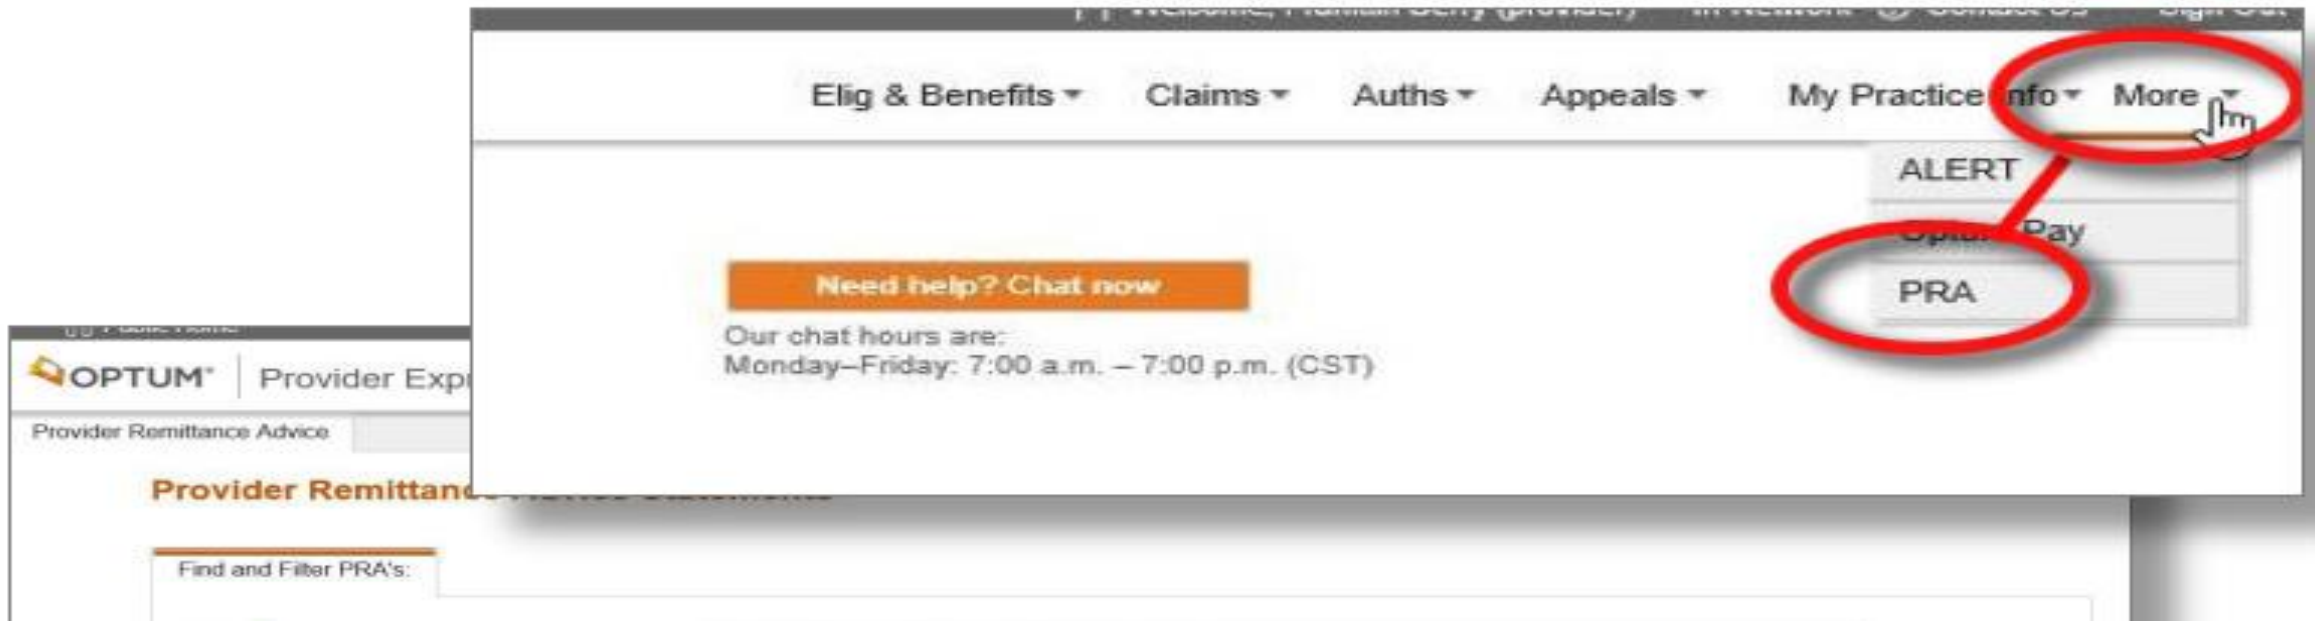 Elig & Benefits Claims Auths Appeals My Practice Info More
ALERT
Optum Pay
PRA
Need help? Chat now
Our chat hours are:
Monday–Friday: 7:00 a.m. – 7:00 p.m. (CST)
OPTUM® Provider Exp
Provider Remittance Advice
Provider Remittanc
Find and Filter PRA's: